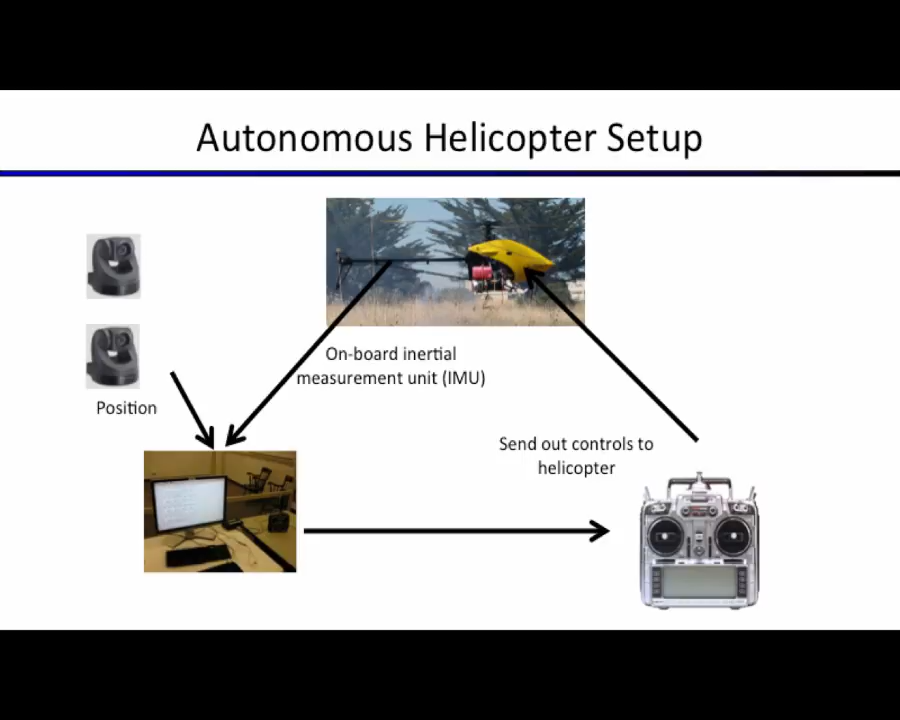 Autonomous Helicopter Setup
On-board inertial
measurement unit (IMU)
Position
Send out controls to
helicopter